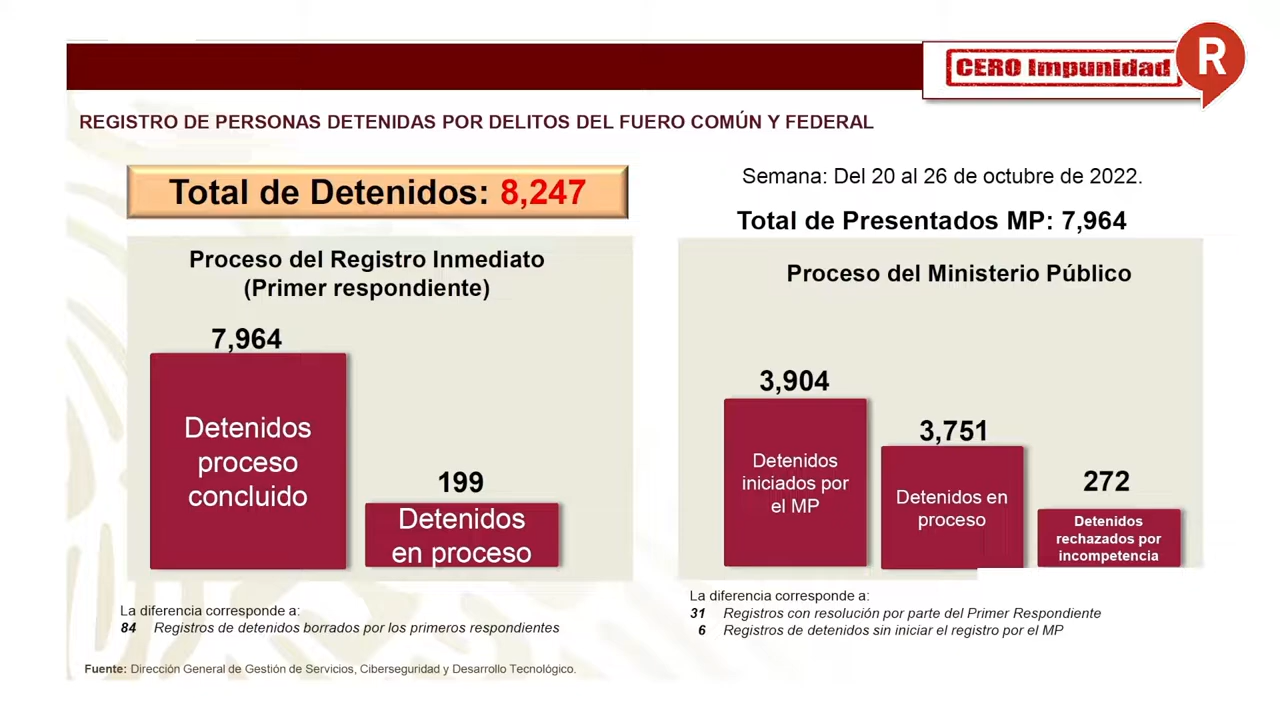 CERO Impunidad
R
REGISTRO DE PERSONAS DETENIDAS POR DELITOS DEL FUERO COMÚN Y FEDERAL
Total de Detenidos: 8,247
Semana: Del 20 al 26 de octubre de 2022.
Total de Presentados MP: 7,964
Proceso del Registro Inmediato
(Primer respondiente)
7,964
Detenidos
proceso
concluido
199
Detenidos
en proceso
Proceso del Ministerio Público
3,904
Detenidos
iniciados por
el MP
3,751
Detenidos en
proceso
272
Detenidos
rechazados por
incompetencia
La diferencia corresponde a:
84 Registros de detenidos borrados por los primeros respondientes
La diferencia corresponde a:
31 Registros con resolución por parte del Primer Respondiente
6 Registros de detenidos sin iniciar el registro por el MP
Fuente: Dirección General de Gestión de Servicios, Ciberseguridad y Desarrollo Tecnológico.